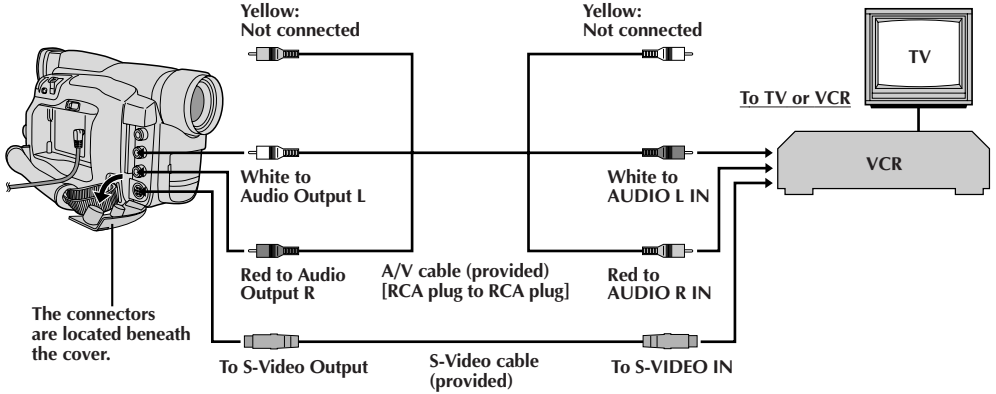 Yellow:
Not connected
Yellow:
Not connected
TV
To TV or VCR
VCR
White to
Audio Output L
White to
AUDIO L IN
Red to Audio
Output R
A/V cable (provided)
[RCA plug to RCA plug]
Red to
AUDIO R IN
The connectors
are located beneath
the cover.
To S-Video Output
S-Video cable
(provided)
To S-VIDEO IN